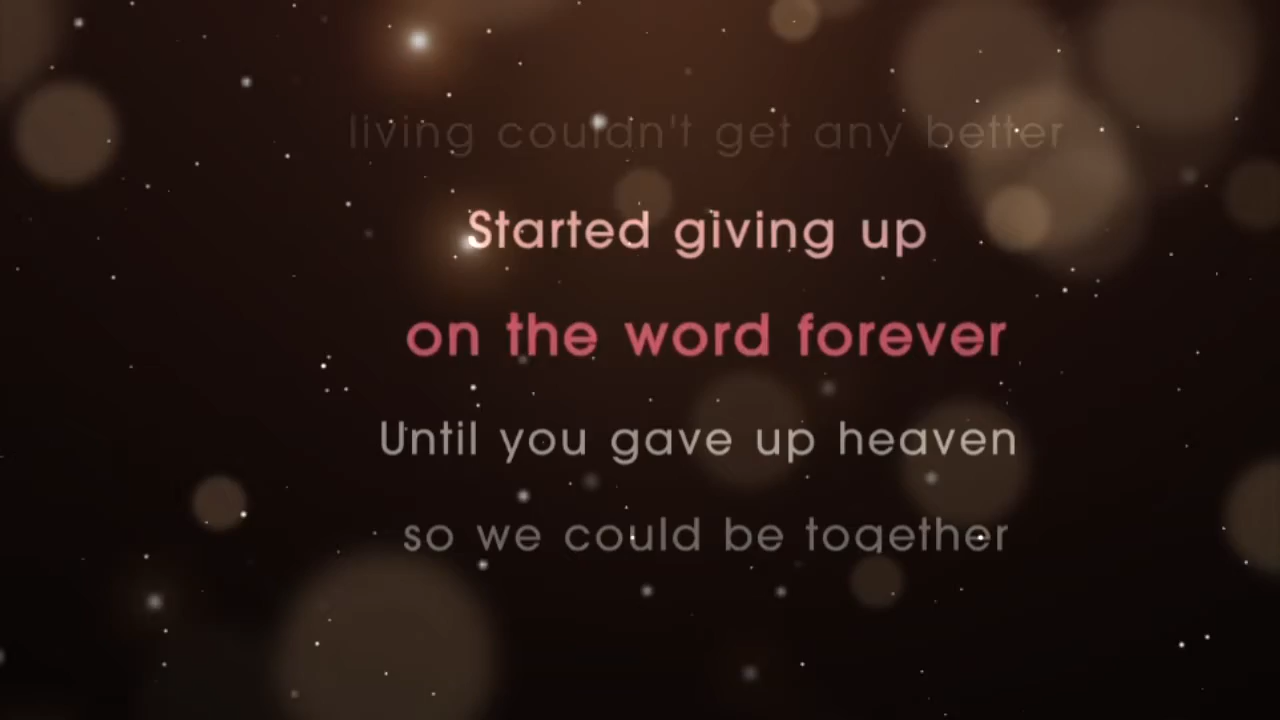 living couldn't get any better
Started giving up
on the word forever
Until you gave up heaven
so we could be together